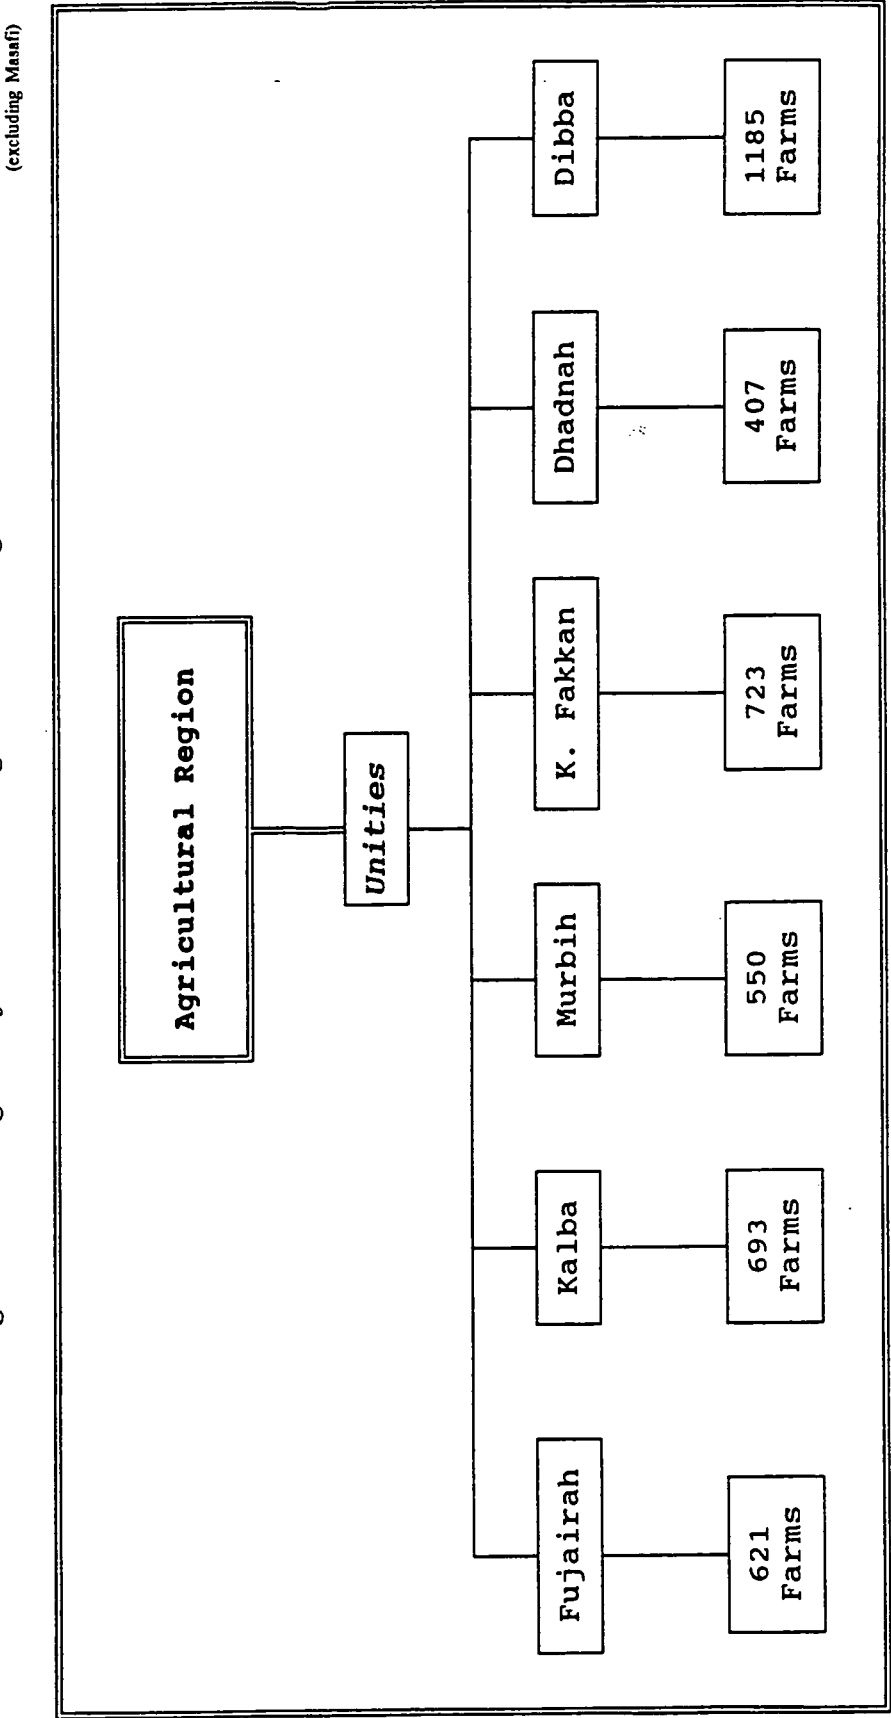 (excluding Masafi)
Agricultural Region
Unities
Fujairah
Kalba
Murbih
K. Fakkan
Dhadnah
Dibba
621
Farms
693
Farms
550
Farms
723
Farms
407
Farms
1185
Farms